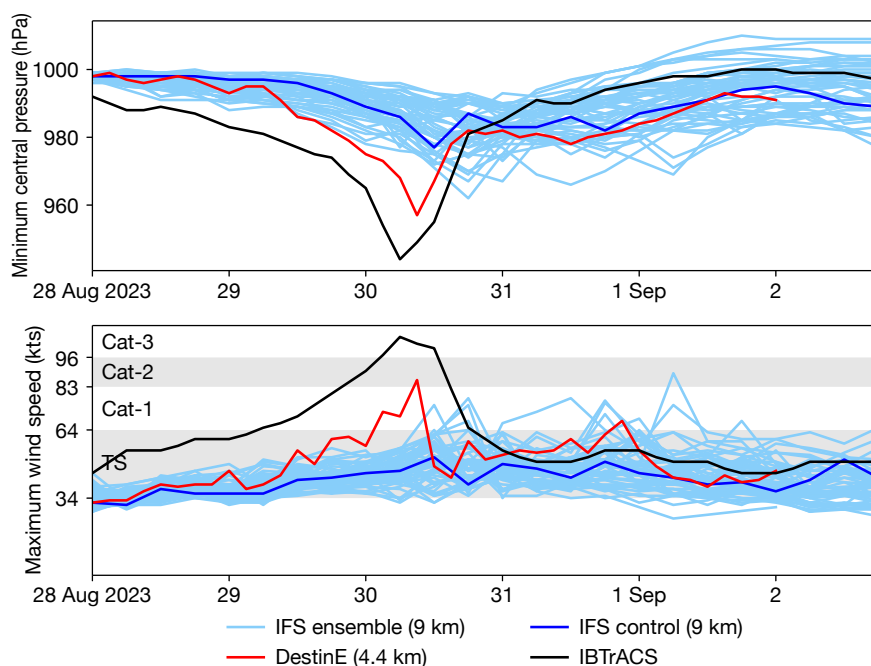 Minimum central pressure (hPa)
1000
980
960
28 Aug 2023
29
30
31
1 Sep
2
Maximum wind speed (kts)
96
83
64
34
Cat-3
Cat-2
Cat-1
TS
28 Aug 2023
29
30
31
1 Sep
2
IFS ensemble (9 km)
IFS control (9 km)
DestinE (4.4 km)
IBTrACS